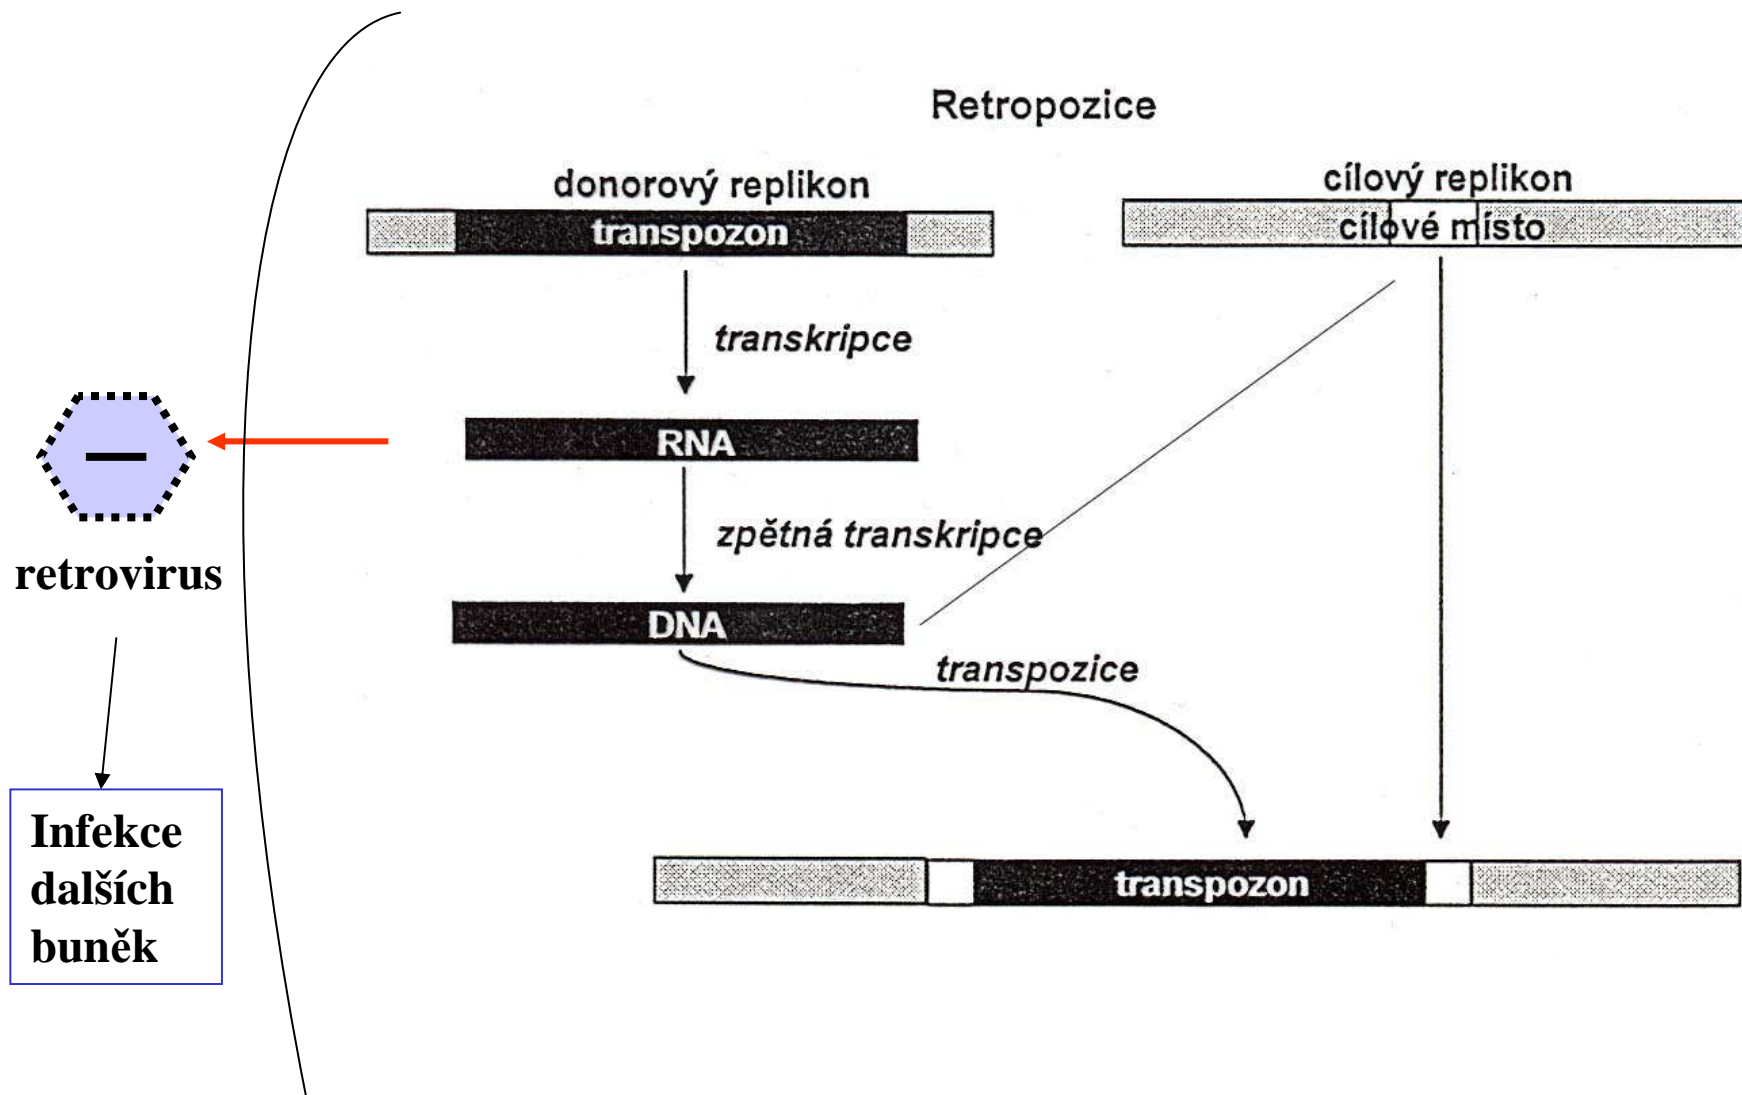 Retropozice
donorový replikon
transpozon
cílový replikon
cílové místo
transkripce
RNA
zpětná transkripce
DNA
transpozice
transpozon
retrovirus
Infekce
dalších
buněk